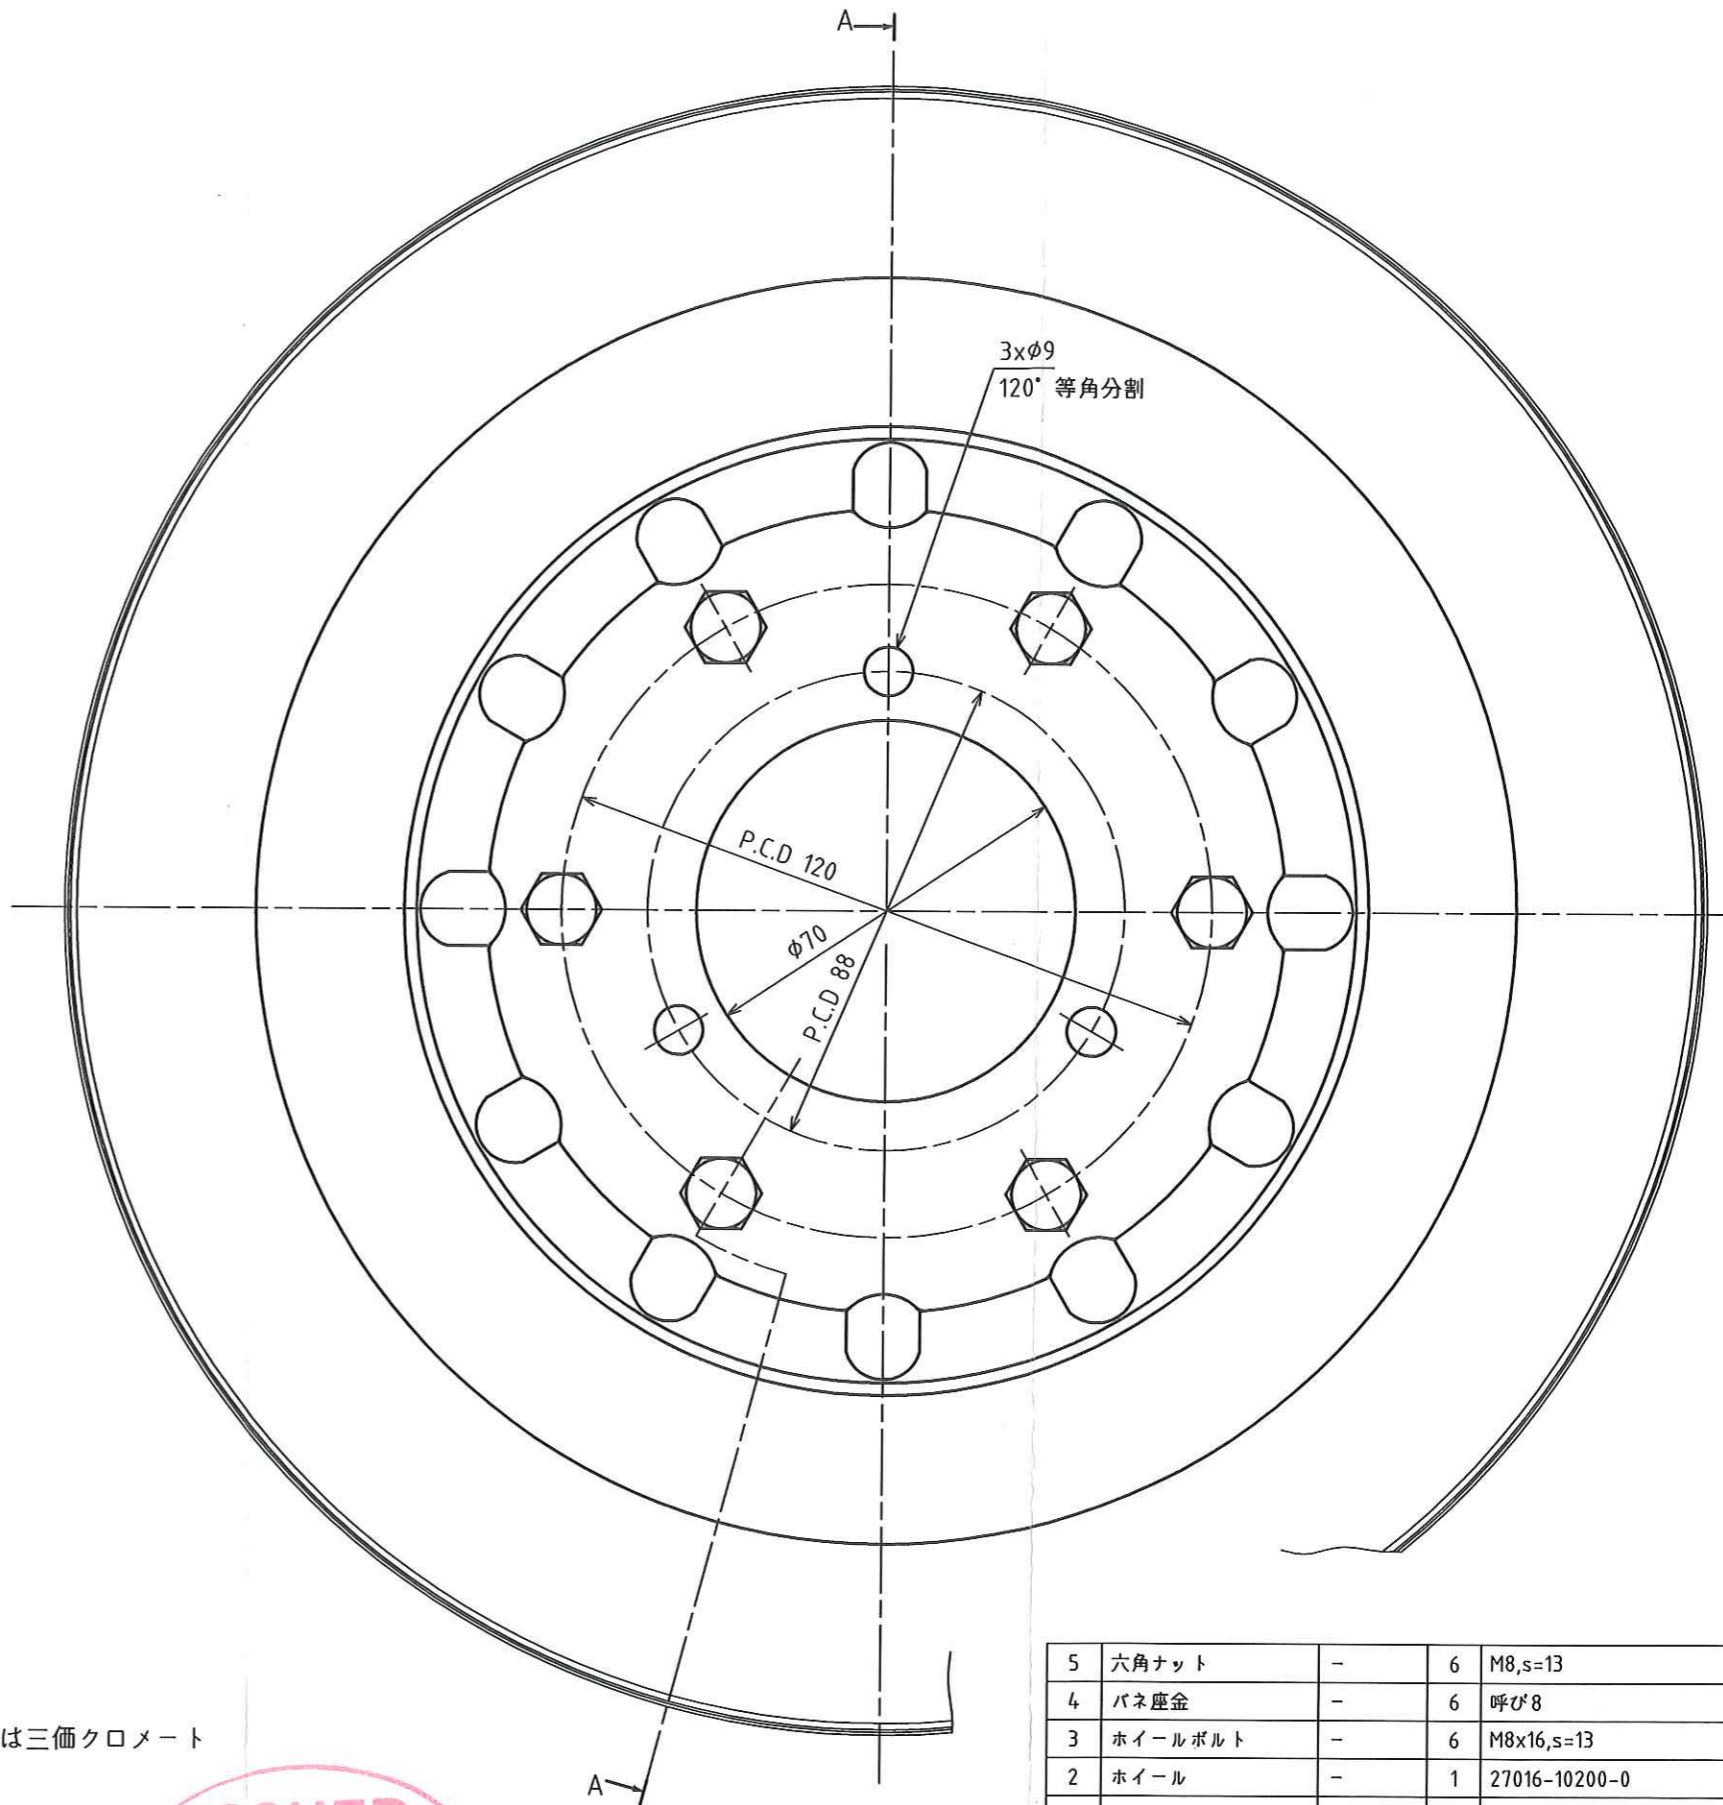 A
3xφ9
120° 等角分割
P.C.D 120
φ70
P.C.D 88
は三価クロメート
A
5 六角ナット - 6 M8,s=13
4 バネ座金 - 6 呼び8
3 ホイールボルト - 6 M8x16,s=13
2 ホイール - 1 27016-10200-0